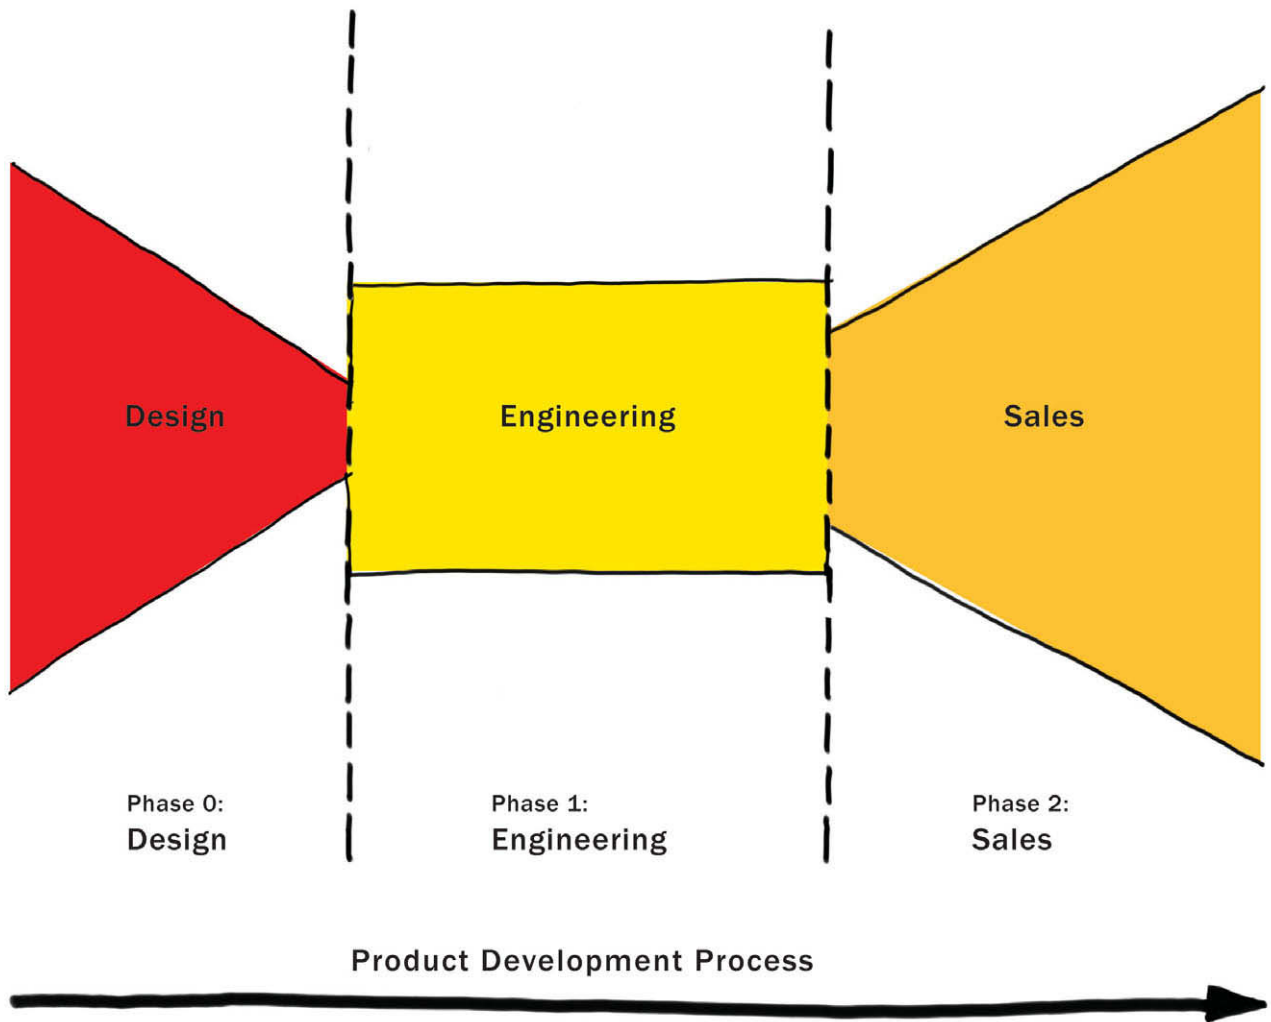 Design
Engineering
Sales
Phase 0:
Design
Phase 1:
Engineering
Phase 2:
Sales
Product Development Process